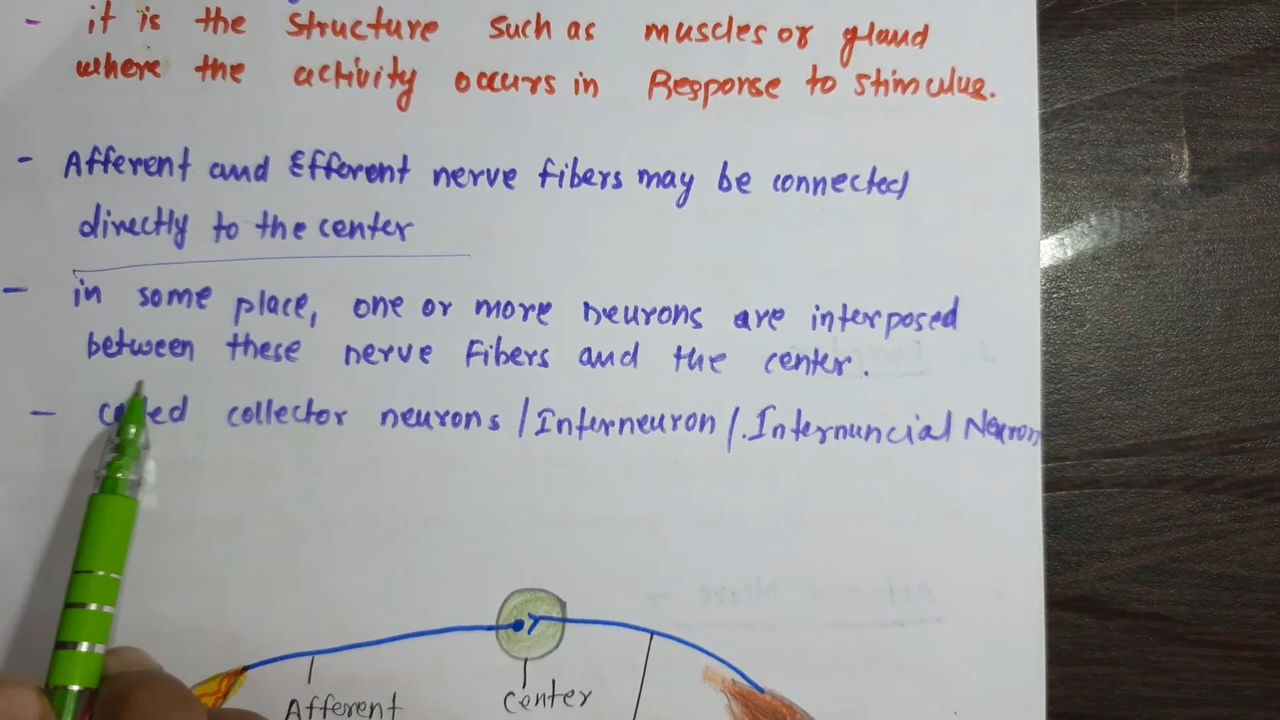 - it is the structure such as muscles or gland
where the activity occurs in Response to stimulus.
- Afferent and Efferent nerve fibers may be connected
directly to the center
- in some place, one or more neurons are interposed
between these nerve Fibers and the center.
- called collector neurons / Interneuron / Internuncial Neuron
Afferent
center